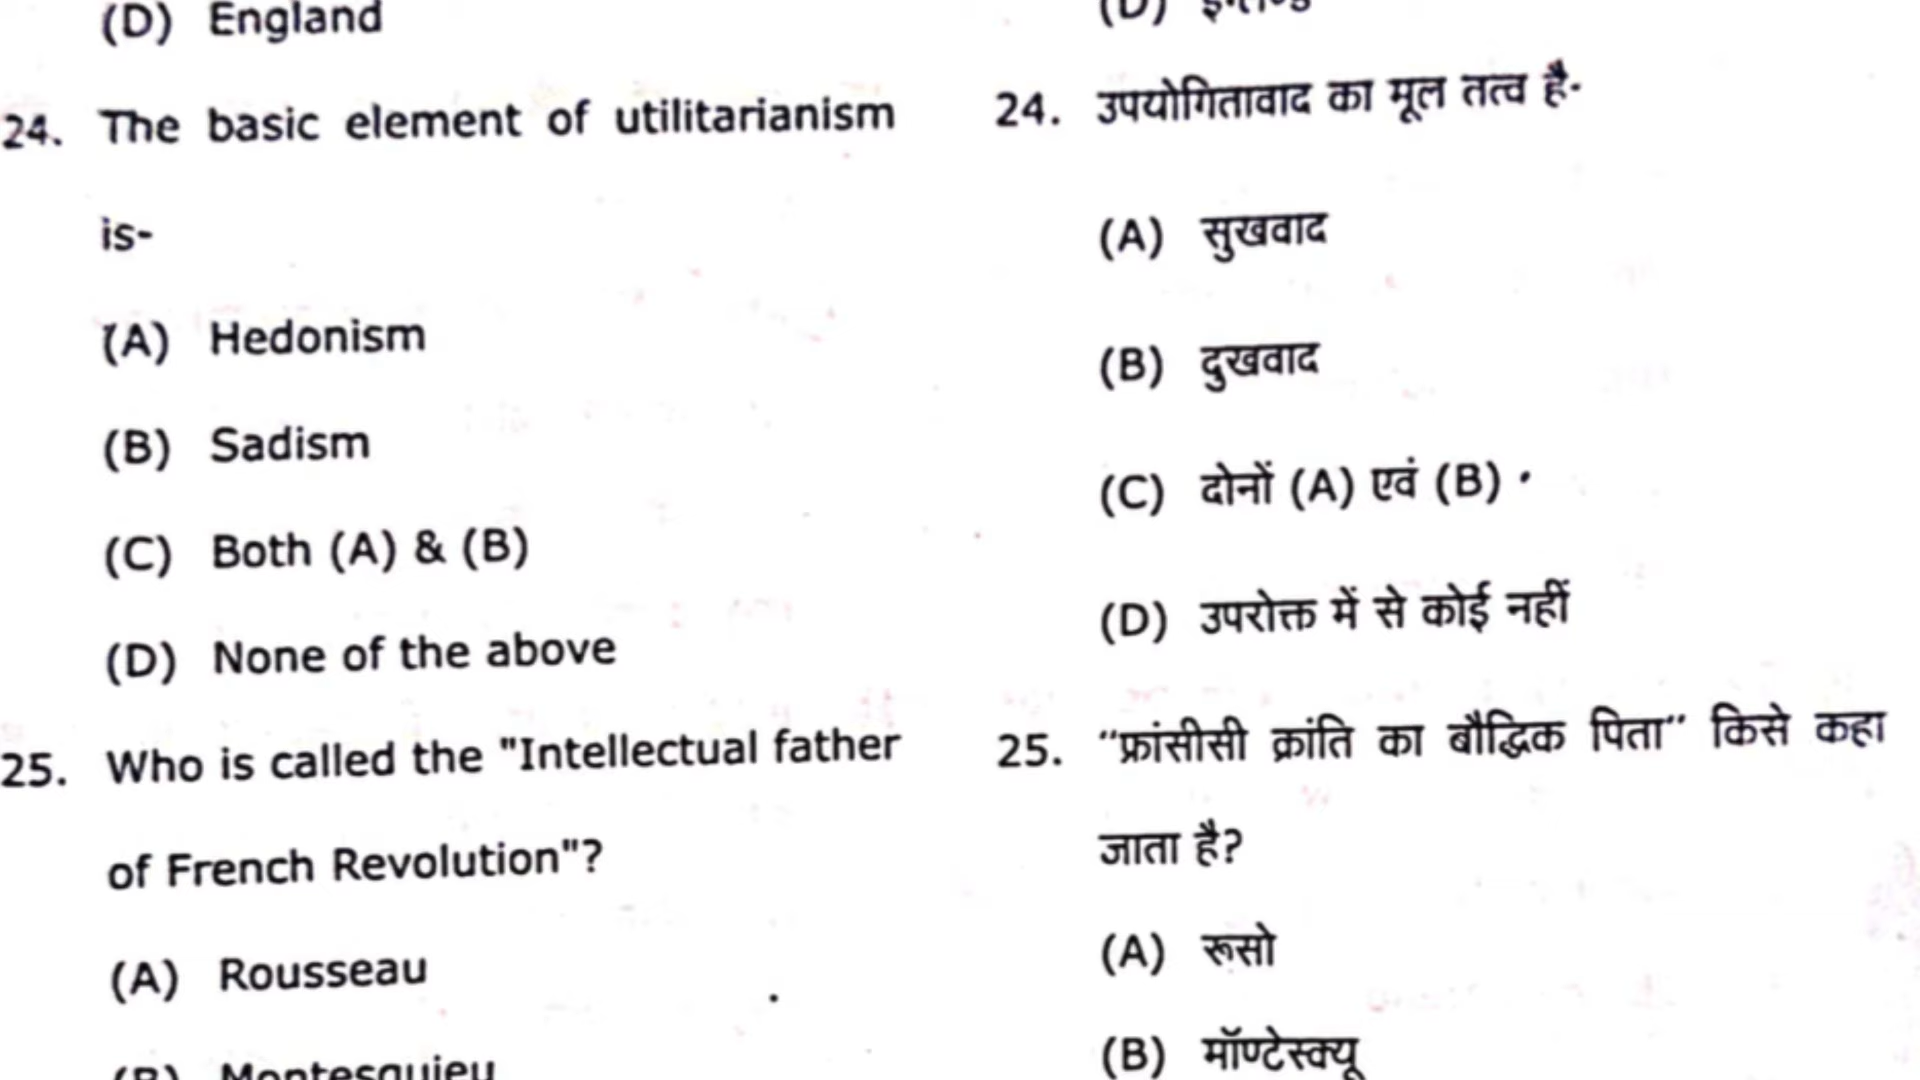 (D) England
24. The basic element of utilitarianism
is-
(A) Hedonism
(B) Sadism
(C) Both (A) & (B)
(D) None of the above
25. Who is called the "Intellectual father
of French Revolution"?
(A) Rousseau
(B) Montesquieu
(D) इंग्लैण्ड
24. उपयोगितावाद का मूल तत्व है-
(A) सुखवाद
(B) दुखवाद
(C) दोनों (A) एवं (B)
(D) उपरोक्त में से कोई नहीं
25. “फ्रांसीसी क्रांति का बौद्धिक पिता” किसे कहा
जाता है?
(A) रूसो
(B) मॉण्टेस्क्यू